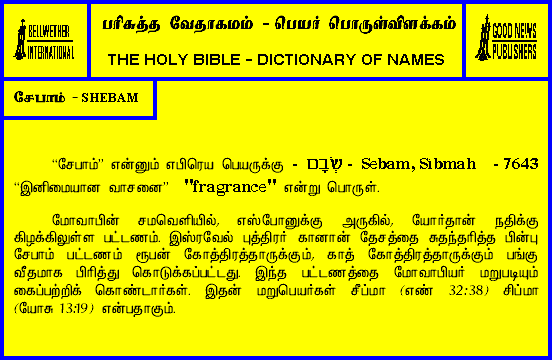 BELLWETHER
INTERNATIONAL
பரிசுத்த வேதாகமம் - பெயர் பொருள்விளக்கம்
THE HOLY BIBLE - DICTIONARY OF NAMES
GOOD NEWS
PUBLISHERS
சேபாம் - SHEBAM
“சேபாம்” என்னும் எபிரெய பெயருக்கு - שְׂבָם - Sebam, Sibmah - 7643
“இனிமையான வாசனை” "fragrance" என்று பொருள்.
மோவாபின் சமவெளியில், எஸ்போனுக்கு அருகில், யோர்தான் நதிக்கு
கிழக்கிலுள்ள பட்டணம். இஸ்ரவேல் புத்திரர் கானான் தேசத்தை சுதந்தரித்த பின்பு
சேபாம் பட்டணம் ரூபன் கோத்திரத்தாருக்கும், காத் கோத்திரத்தாருக்கும் பங்கு
வீதமாக பிரித்து கொடுக்கப்பட்டது. இந்த பட்டணத்தை மோவாபியர் மறுபடியும்
கைப்பற்றிக் கொண்டார்கள். இதன் மறுபெயர்கள் சீப்மா (எண் 32:38) சிப்மா
(யோசு 13:19) என்பதாகும்.